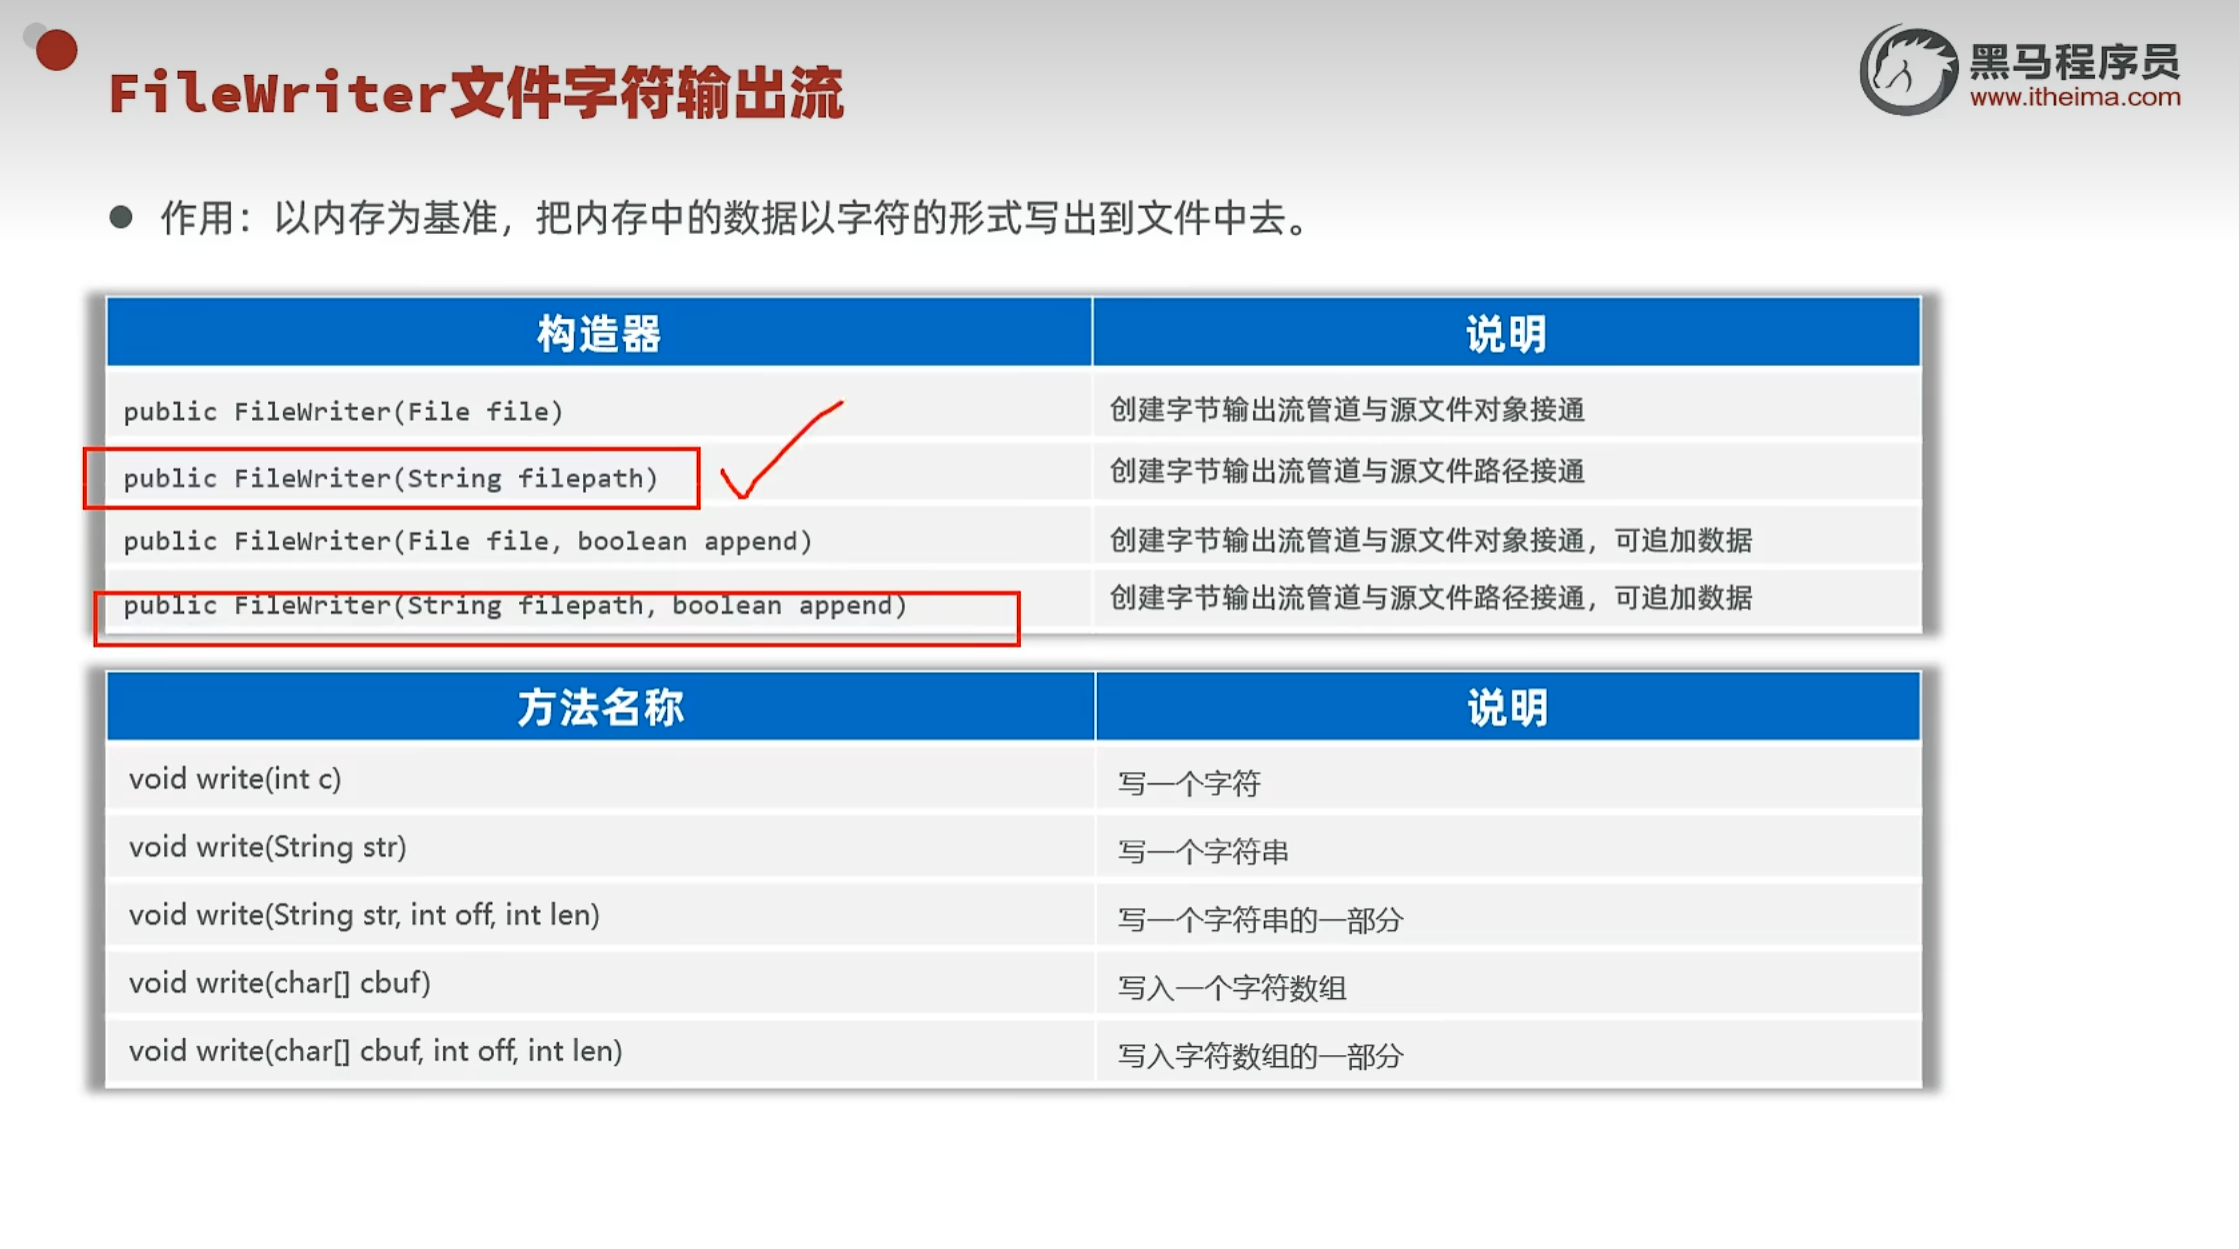 FileWriter文件字符输出流
黑马程序员
www.itheima.com
作用：以内存为基准，把内存中的数据以字符的形式写出到文件中去。
构造器 说明
public FileWriter(File file) 创建字节输出流管道与源文件对象接通
public FileWriter(String filepath) 创建字节输出流管道与源文件路径接通
public FileWriter(File file, boolean append) 创建字节输出流管道与源文件对象接通，可追加数据
public FileWriter(String filepath, boolean append) 创建字节输出流管道与源文件路径接通，可追加数据
方法名称 说明
void write(int c) 写一个字符
void write(String str) 写一个字符串
void write(String str, int off, int len) 写一个字符串的一部分
void write(char[] cbuf) 写入一个字符数组
void write(char[] cbuf, int off, int len) 写入字符数组的一部分